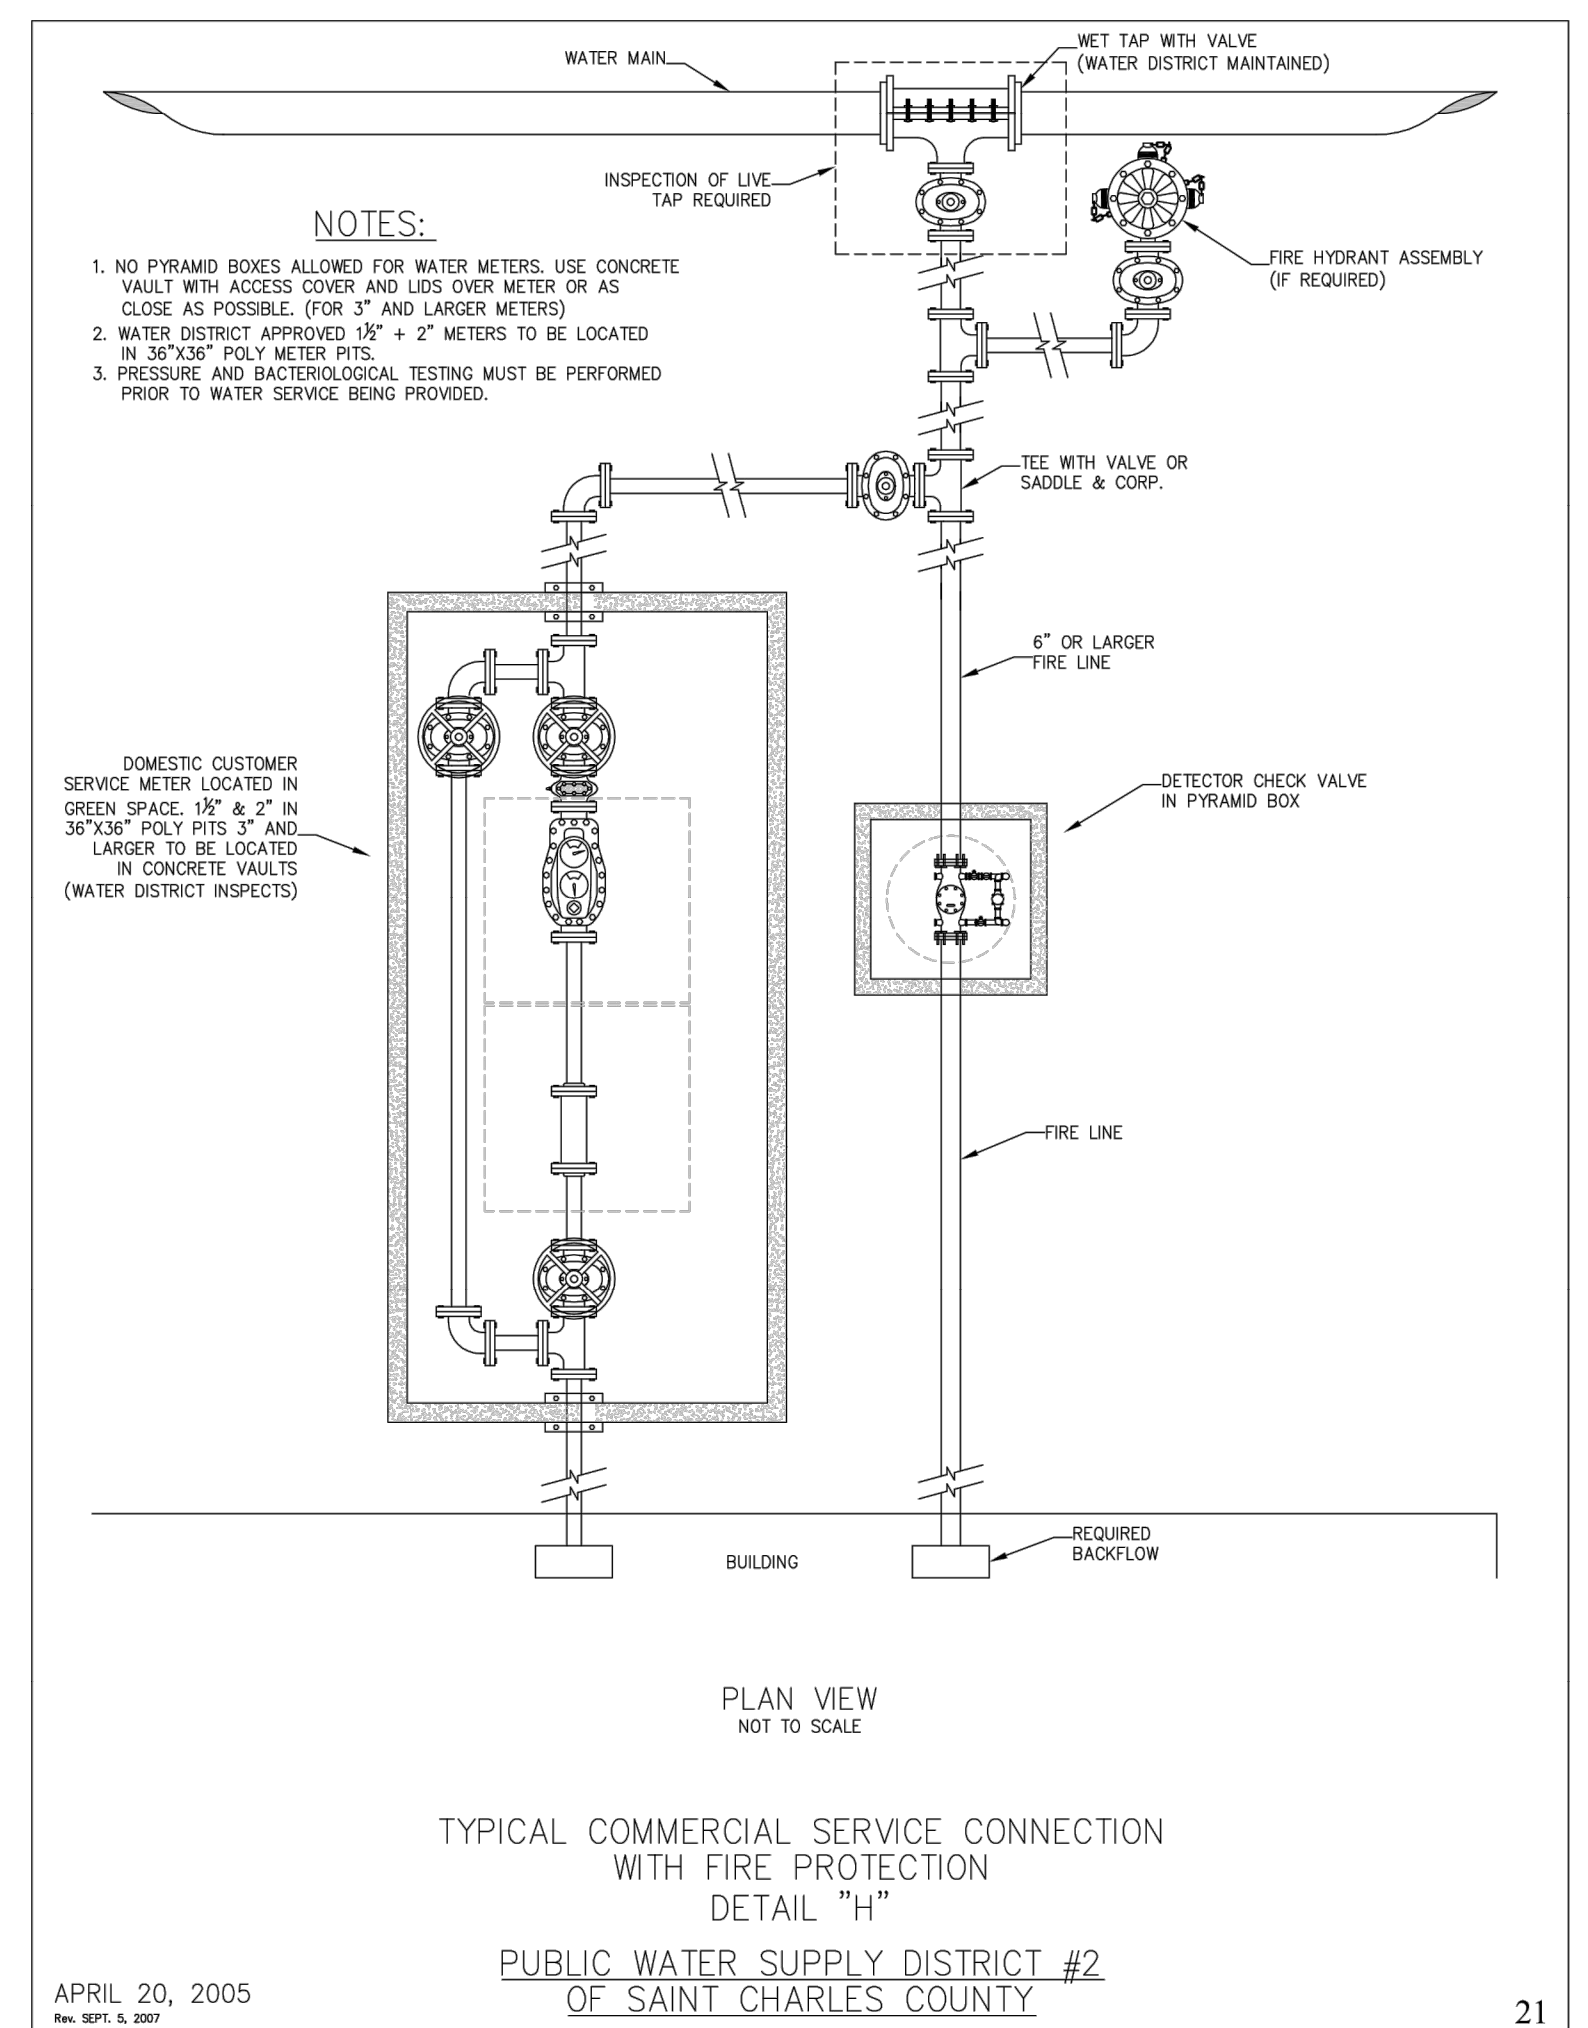 WATER MAIN
WET TAP WITH VALVE
(WATER DISTRICT MAINTAINED)
INSPECTION OF LIVE
TAP REQUIRED
NOTES:
1. NO PYRAMID BOXES ALLOWED FOR WATER METERS. USE CONCRETE
VAULT WITH ACCESS COVER AND LIDS OVER METER OR AS
CLOSE AS POSSIBLE. (FOR 3" AND LARGER METERS)
2. WATER DISTRICT APPROVED 1½" + 2" METERS TO BE LOCATED
IN 36"X36" POLY METER PITS.
3. PRESSURE AND BACTERIOLOGICAL TESTING MUST BE PERFORMED
PRIOR TO WATER SERVICE BEING PROVIDED.
FIRE HYDRANT ASSEMBLY
(IF REQUIRED)
TEE WITH VALVE OR
SADDLE & CORP.
6" OR LARGER
FIRE LINE
DOMESTIC CUSTOMER
SERVICE METER LOCATED IN
GREEN SPACE. 1½" & 2" IN
36"X36" POLY PITS 3" AND
LARGER TO BE LOCATED
IN CONCRETE VAULTS
(WATER DISTRICT INSPECTS)
DETECTOR CHECK VALVE
IN PYRAMID BOX
FIRE LINE
REQUIRED
BACKFLOW
BUILDING
PLAN VIEW
NOT TO SCALE
TYPICAL COMMERCIAL SERVICE CONNECTION
WITH FIRE PROTECTION
DETAIL "H"
PUBLIC WATER SUPPLY DISTRICT #2
OF SAINT CHARLES COUNTY
APRIL 20, 2005
Rev. SEPT. 5, 2007
21